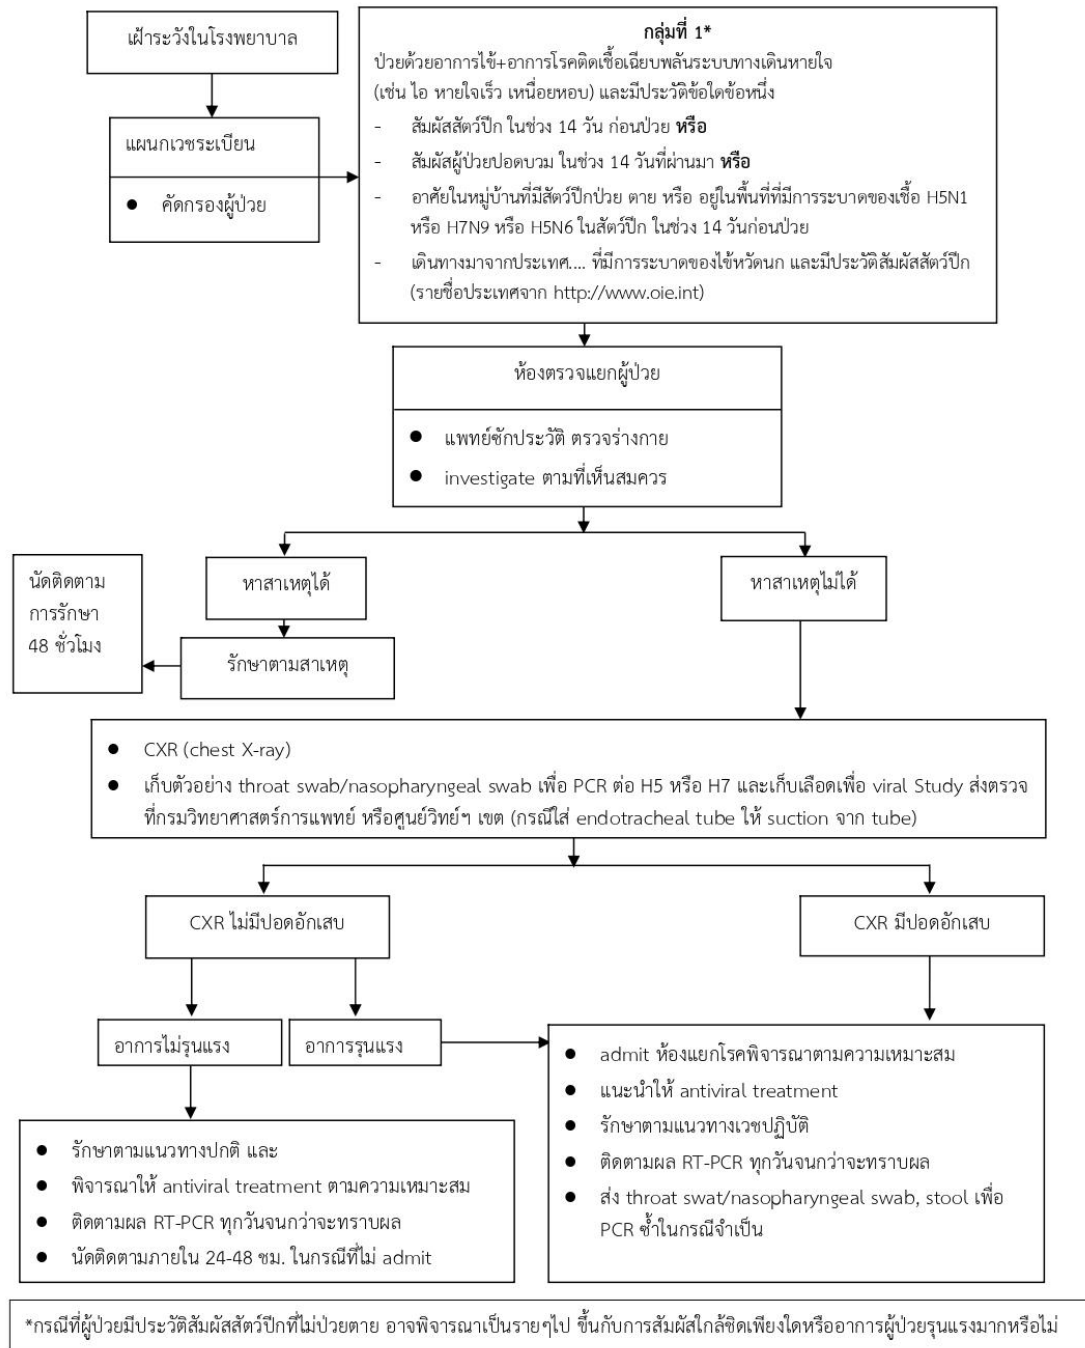 เฝ้าระวังในโรงพยาบาล
แผนกเวชระเบียน
● คัดกรองผู้ป่วย
กลุ่มที่ 1*
ป่วยด้วยอาการไข้+อาการโรคติดเชื้อเฉียบพลันระบบทางเดินหายใจ
(เช่น ไอ หายใจเร็ว เหนื่อยหอบ) และมีประวัติข้อใดข้อหนึ่ง
- สัมผัสสัตว์ปีก ในช่วง 14 วัน ก่อนป่วย หรือ
- สัมผัสผู้ป่วยปอดบวม ในช่วง 14 วันที่ผ่านมา หรือ
- อาศัยในหมู่บ้านที่มีสัตว์ปีกป่วย ตาย หรือ อยู่ในพื้นที่ที่มีการระบาดของเชื้อ H5N1
หรือ H7N9 หรือ H5N6 ในสัตว์ปีก ในช่วง 14 วันก่อนป่วย
- เดินทางมาจากประเทศ.... ที่มีการระบาดของไข้หวัดนก และมีประวัติสัมผัสสัตว์ปีก
(รายชื่อประเทศจาก http://www.oie.int)
ห้องตรวจแยกผู้ป่วย
● แพทย์ซักประวัติ ตรวจร่างกาย
● investigate ตามที่เห็นสมควร
หาสาเหตุได้
หาสาเหตุไม่ได้
รักษาตามสาเหตุ
นัดติดตาม
การรักษา
48 ชั่วโมง
● CXR (chest X-ray)
● เก็บตัวอย่าง throat swab/nasopharyngeal swab เพื่อ PCR ต่อ H5 หรือ H7 และเก็บเลือดเพื่อ viral Study ส่งตรวจ
ที่กรมวิทยาศาสตร์การแพทย์ หรือศูนย์วิทย์ฯ เขต (กรณีใส่ endotracheal tube ให้ suction จาก tube)
CXR ไม่มีปอดอักเสบ
CXR มีปอดอักเสบ
อาการไม่รุนแรง
อาการรุนแรง
● รักษาตามแนวทางปกติ และ
● พิจารณาให้ antiviral treatment ตามความเหมาะสม
● ติดตามผล RT-PCR ทุกวันจนกว่าจะทราบผล
● นัดติดตามภายใน 24-48 ชม. ในกรณีที่ไม่ admit
● admit ห้องแยกโรคพิจารณาตามความเหมาะสม
● แนะนำให้ antiviral treatment
● รักษาตามแนวทางเวชปฏิบัติ
● ติดตามผล RT-PCR ทุกวันจนกว่าจะทราบผล
● ส่ง throat swat/nasopharyngeal swab, stool เพื่อ
PCR ซ้ำในกรณีจำเป็น
*กรณีที่ผู้ป่วยมีประวัติสัมผัสสัตว์ปีกที่ไม่ป่วยตาย อาจพิจารณาเป็นรายๆไป ขึ้นกับการสัมผัสใกล้ชิดเพียงใดหรืออาการผู้ป่วยรุนแรงมากหรือไม่